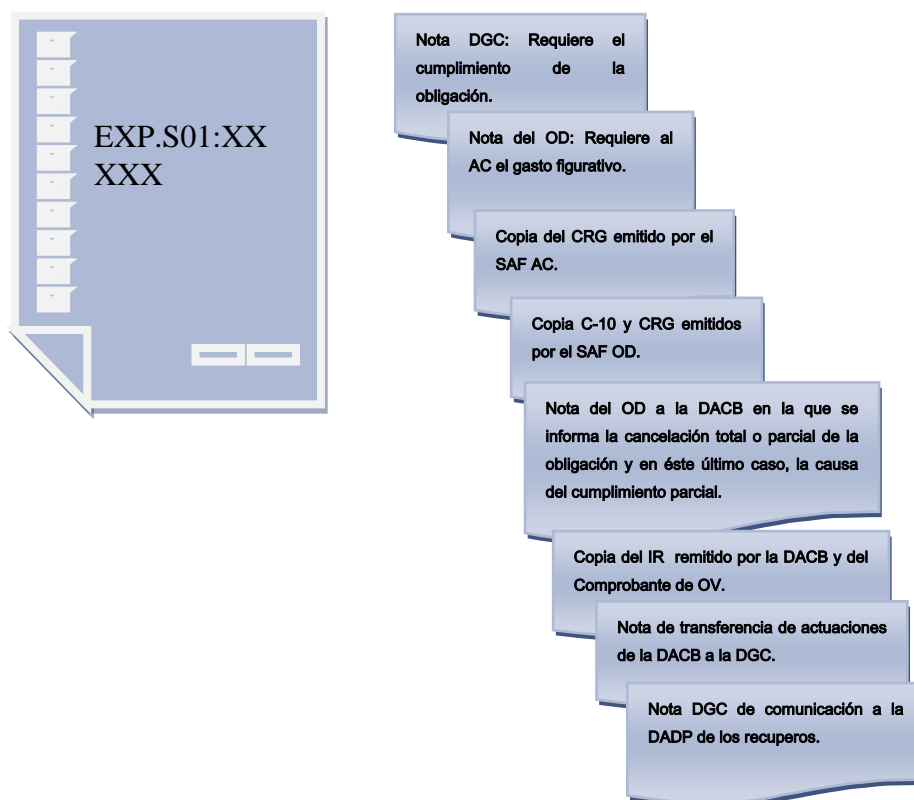 EXP.S01:XX
XXX
Nota DGC: Requiere el
cumplimiento de la
obligación.
Nota del OD: Requiere al
AC el gasto figurativo.
Copia del CRG emitido por el
SAF AC.
Copia C-10 y CRG emitidos
por el SAF OD.
Nota del OD a la DACB en la que se
informa la cancelación total o parcial de la
obligación y en éste último caso, la causa
del cumplimiento parcial.
Copia del IR remitido por la DACB y del
Comprobante de OV.
Nota de transferencia de actuaciones
de la DACB a la DGC.
Nota DGC de comunicación a la
DADP de los recuperos.